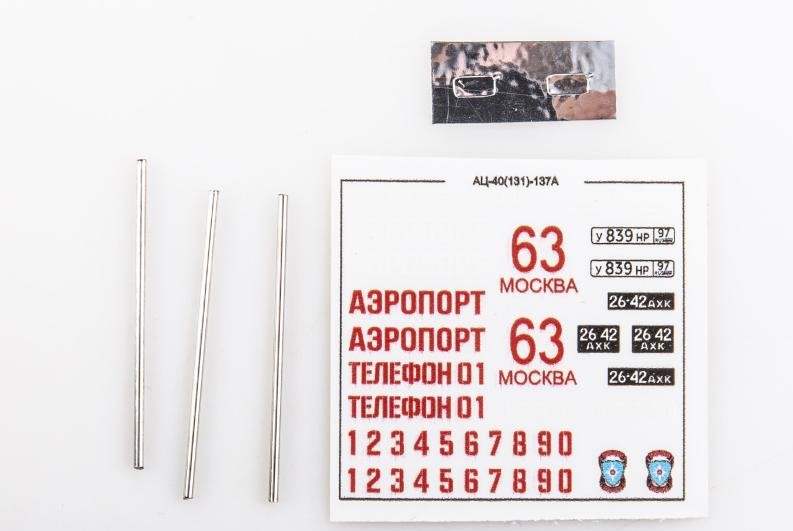 АЦ-40(131)-137А
63
МОСКВА
у 839 НР 97
RUS
у 839 НР 97
RUS
АЭРОПОРТ
26-42 АХК
АЭРОПОРТ
63
МОСКВА
26 42
АХК
26 42
АХК
ТЕЛЕФОН 01
26-42 АХК
ТЕЛЕФОН 01
1 2 3 4 5 6 7 8 9 0
1 2 3 4 5 6 7 8 9 0